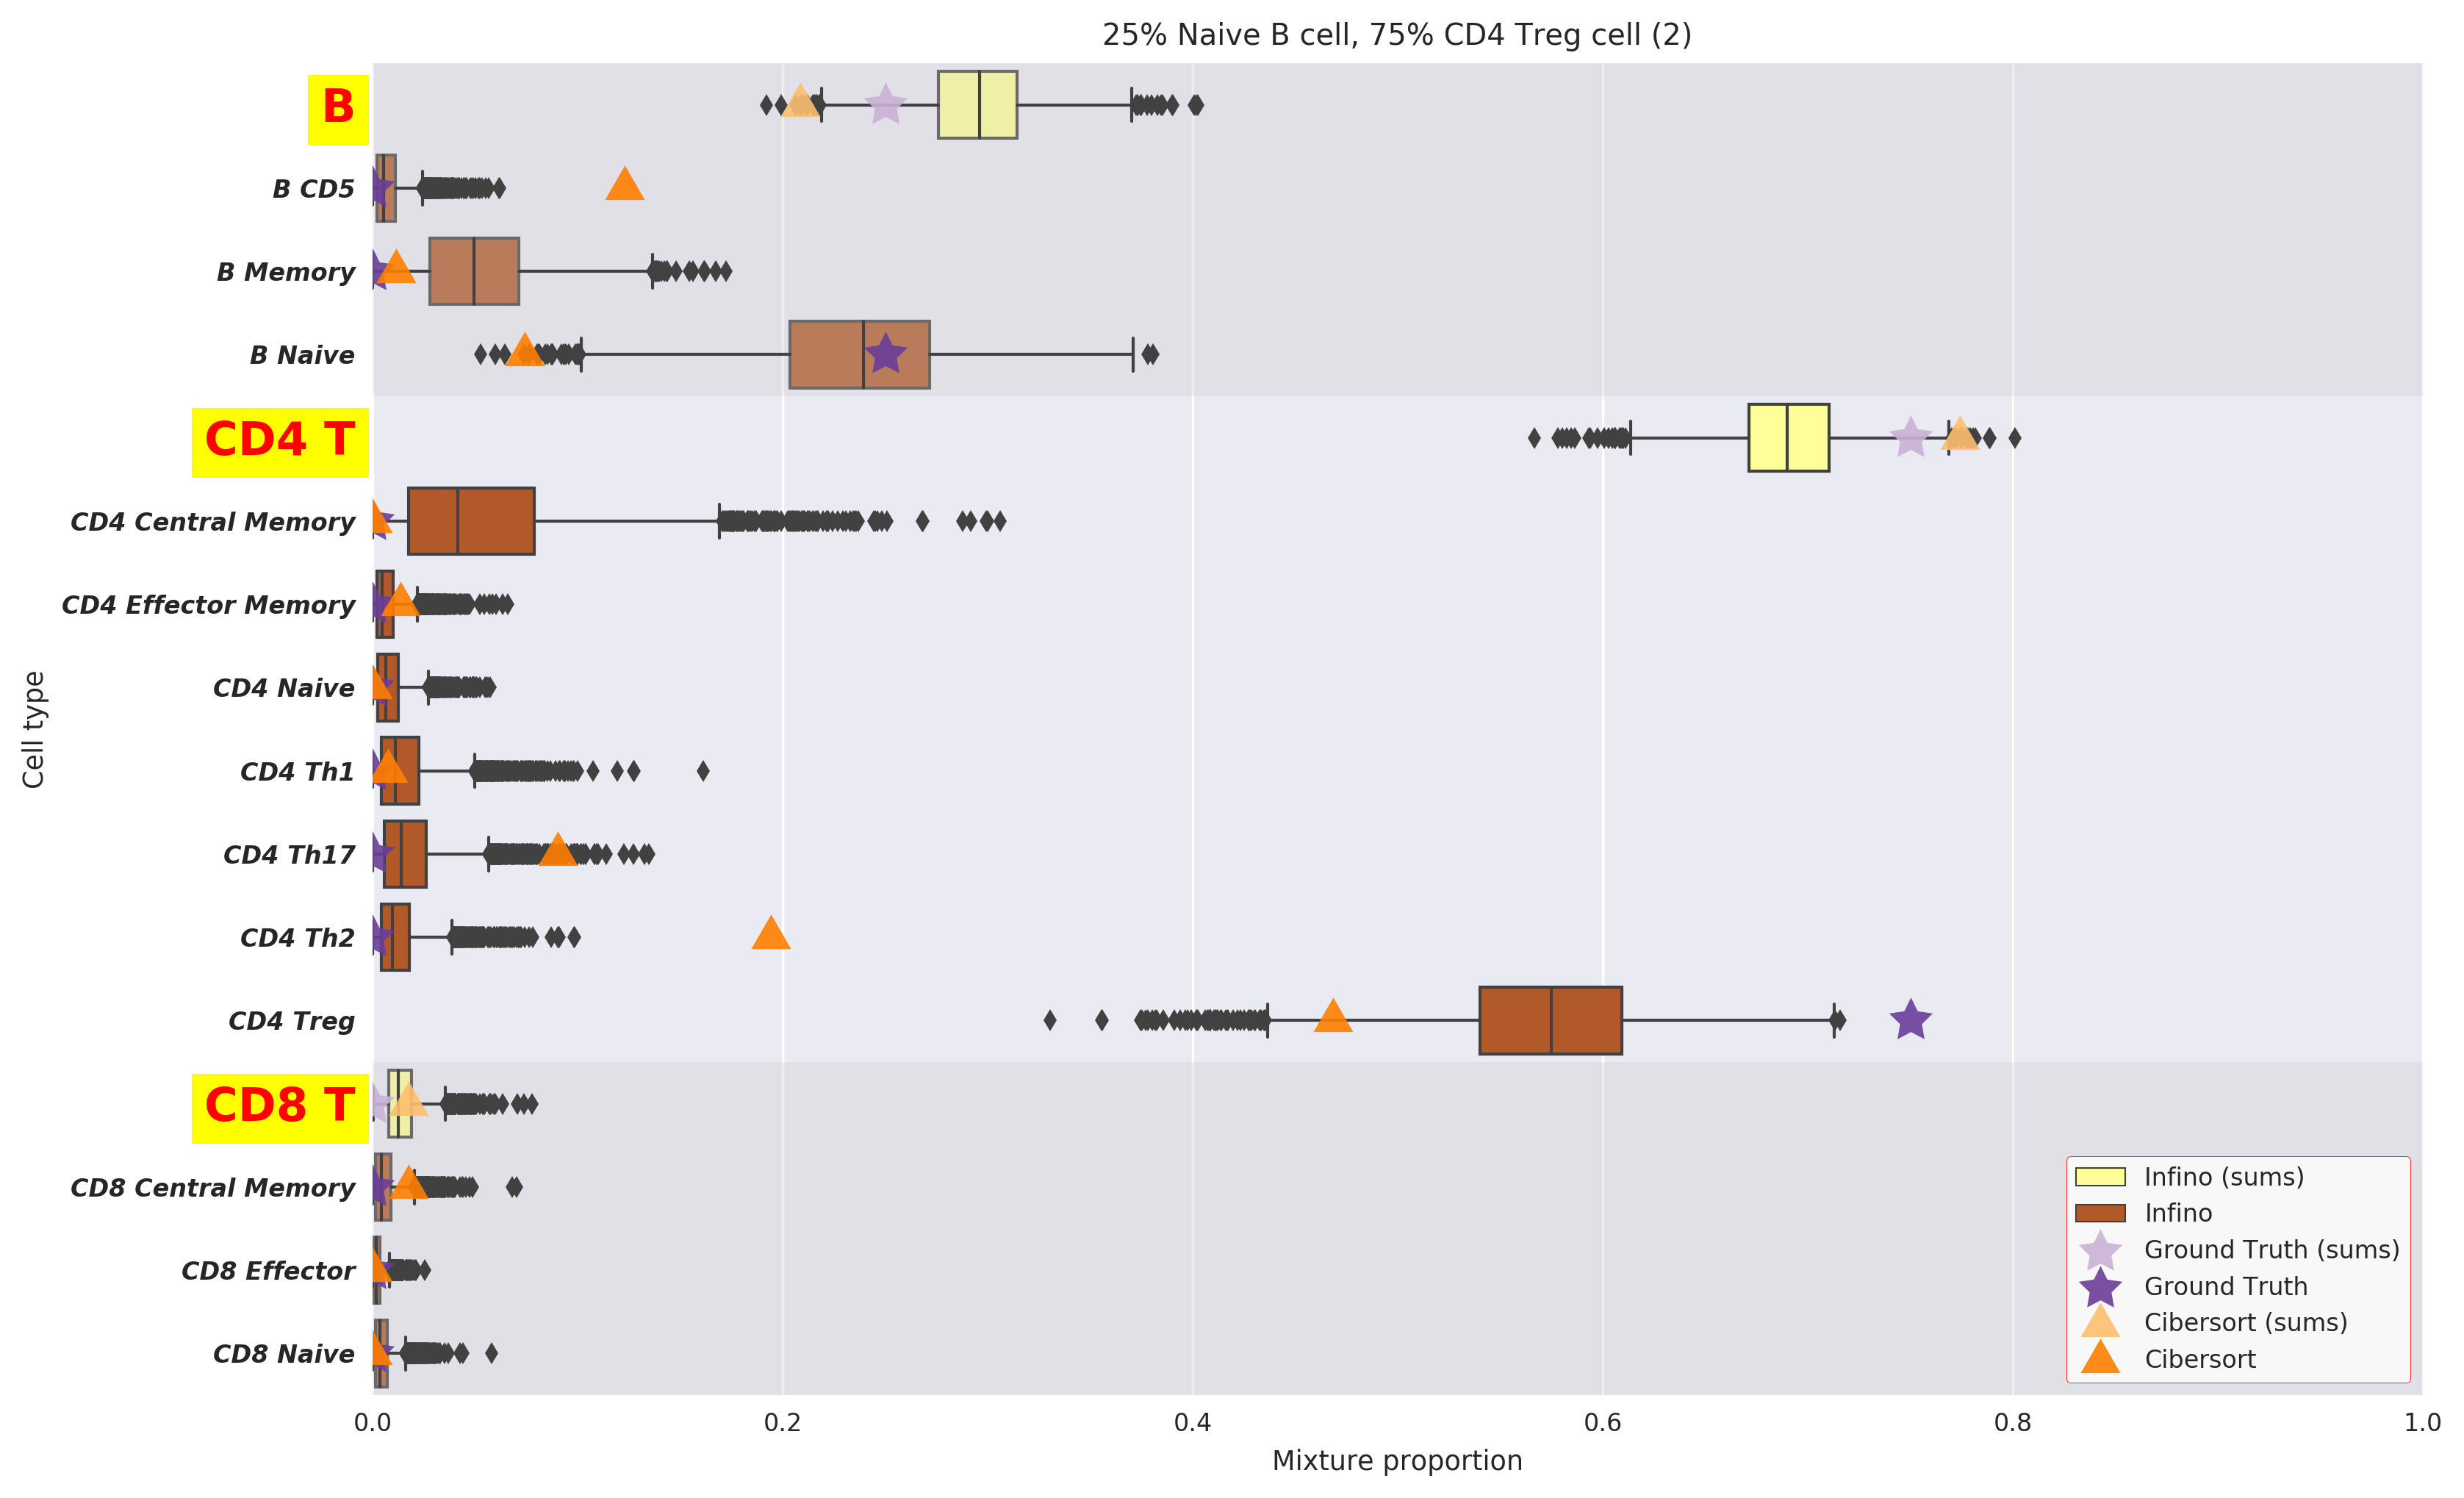 25% Naive B cell, 75% CD4 Treg cell (2)
B
B CD5
B Memory
B Naive
CD4 T
CD4 Central Memory
CD4 Effector Memory
CD4 Naive
CD4 Th1
CD4 Th17
CD4 Th2
CD4 Treg
CD8 T
CD8 Central Memory
CD8 Effector
CD8 Naive
Cell type
Infino (sums)
Infino
Ground Truth (sums)
Ground Truth
Cibersort (sums)
Cibersort
0.0 0.2 0.4 0.6 0.8 1.0
Mixture proportion